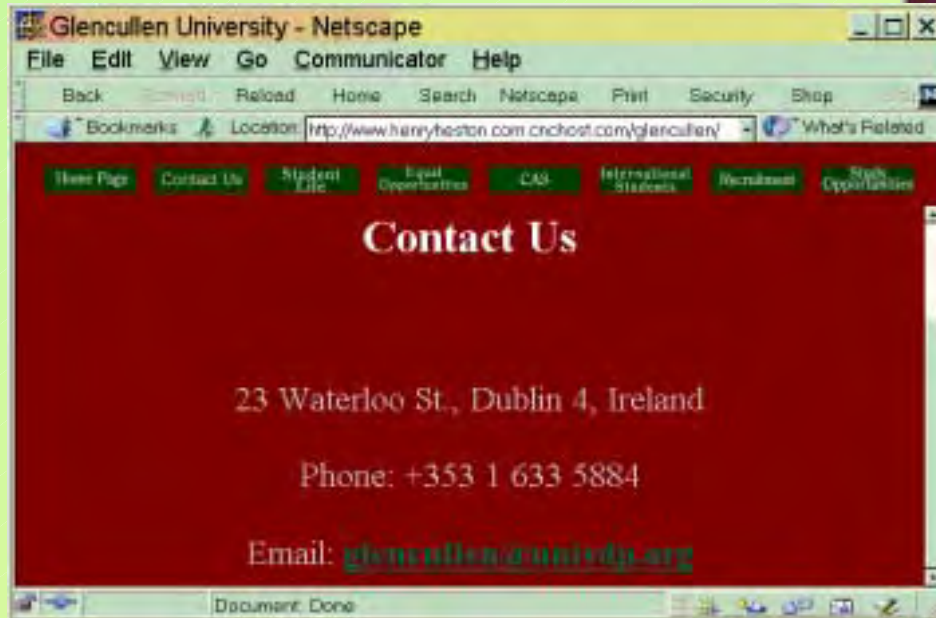 Glencullen University - Netscape
File Edit View Go Communicator Help
Back Forward Reload Home Search Netscape Print Security Shop
Bookmarks Location http://www.henryheston.com.cnchost.com/glencullen/ What's Related
Home Page Contact Us Student Life Equal Opportunities CAS International Students Recruitment Study Opportunities
Contact Us
23 Waterloo St., Dublin 4, Ireland
Phone: +353 1 633 5884
Email: glencullen@univdp.org
Document: Done